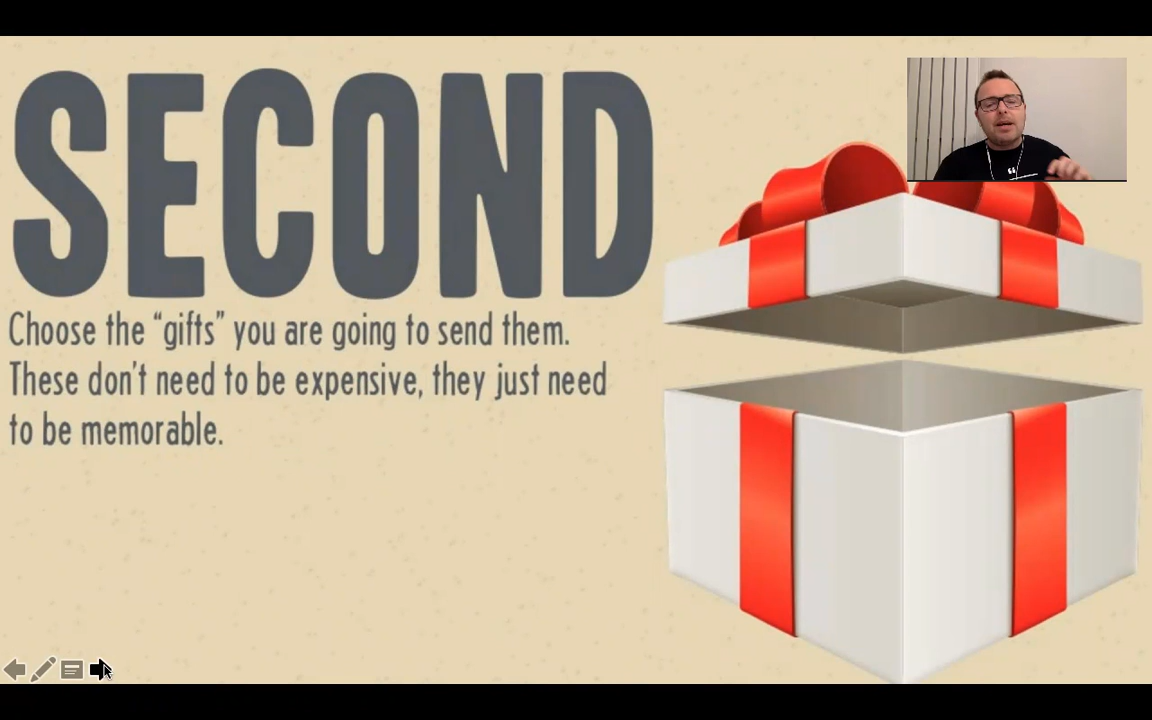 SECOND
Choose the “gifts” you are going to send them.
These don’t need to be expensive, they just need
to be memorable.